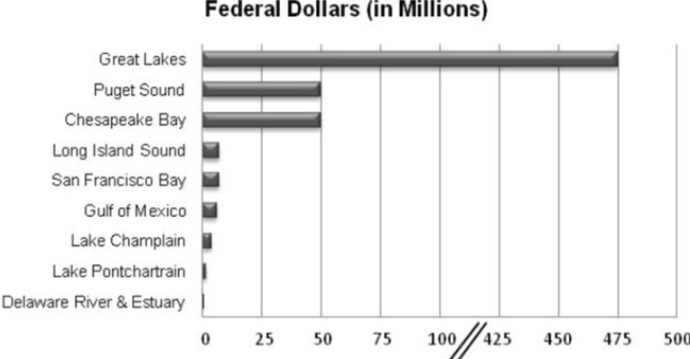 Federal Dollars (in Millions)
Great Lakes
Puget Sound
Chesapeake Bay
Long Island Sound
San Francisco Bay
Gulf of Mexico
Lake Champlain
Lake Pontchartrain
Delaware River & Estuary
0 25 50 75 100 // 425 450 475 500